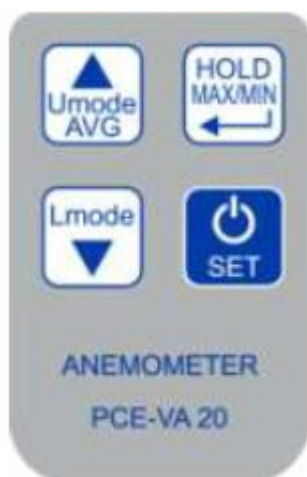 Umode
AVG
HOLD
MAX/MIN
Lmode
SET
ANEMOMETER
PCE-VA 20